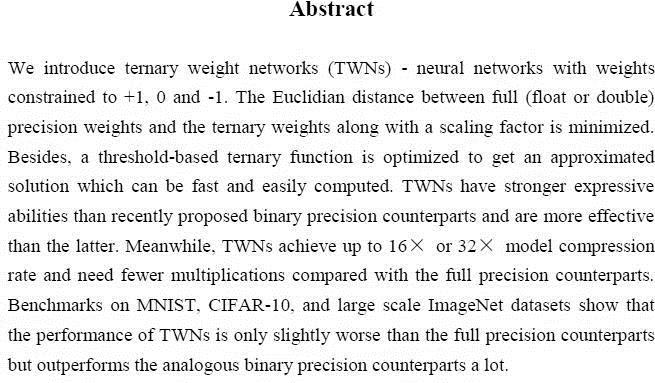 Abstract
We introduce ternary weight networks (TWNs) - neural networks with weights
constrained to +1, 0 and -1. The Euclidian distance between full (float or double)
precision weights and the ternary weights along with a scaling factor is minimized.
Besides, a threshold-based ternary function is optimized to get an approximated
solution which can be fast and easily computed. TWNs have stronger expressive
abilities than recently proposed binary precision counterparts and are more effective
than the latter. Meanwhile, TWNs achieve up to 16× or 32× model compression
rate and need fewer multiplications compared with the full precision counterparts.
Benchmarks on MNIST, CIFAR-10, and large scale ImageNet datasets show that
the performance of TWNs is only slightly worse than the full precision counterparts
but outperforms the analogous binary precision counterparts a lot.